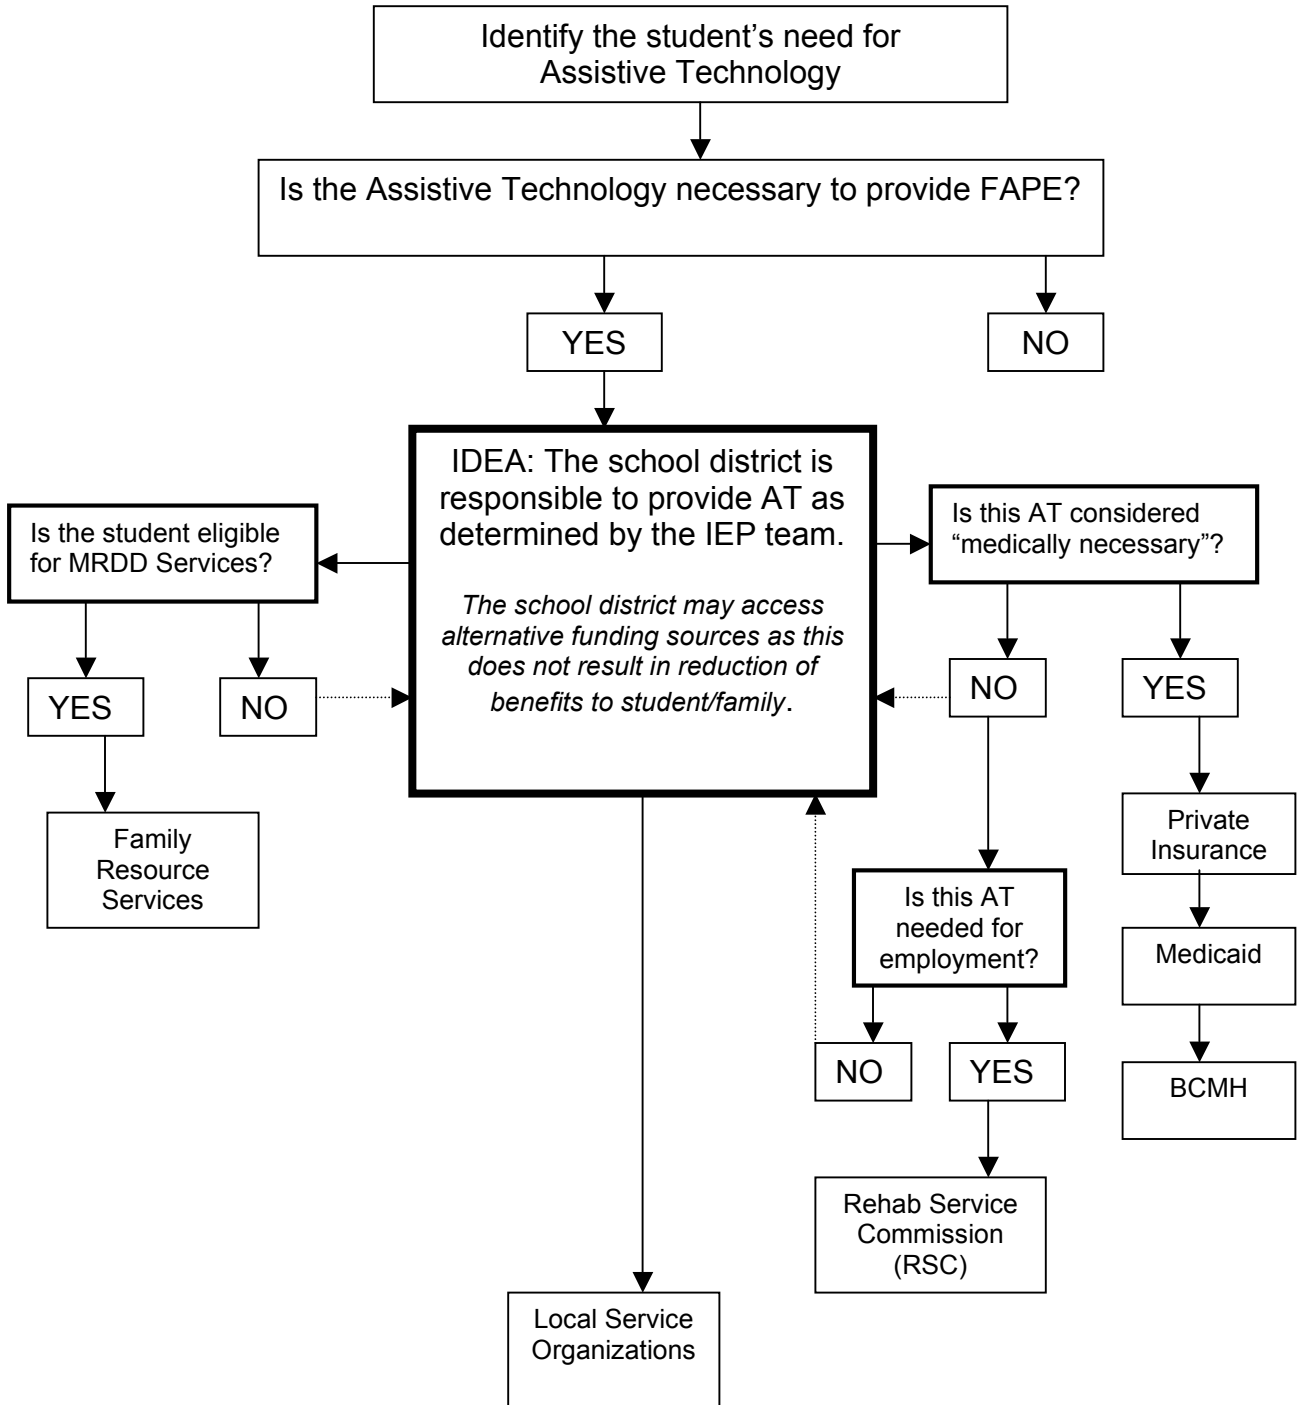 Identify the student’s need for
Assistive Technology
Is the Assistive Technology necessary to provide FAPE?
YES
NO
IDEA: The school district is
responsible to provide AT as
determined by the IEP team.
The school district may access
alternative funding sources as this
does not result in reduction of
benefits to student/family.
Is the student eligible
for MRDD Services?
YES
NO
Family
Resource
Services
Is this AT considered
“medically necessary”?
NO
YES
Private
Insurance
Medicaid
BCMH
Is this AT
needed for
employment?
NO
YES
Rehab Service
Commission
(RSC)
Local Service
Organizations